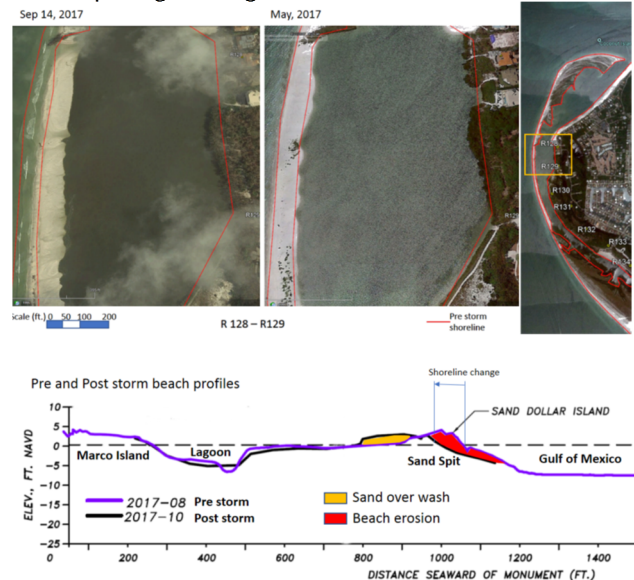 Sep 14, 2017
May, 2017
R129
R129
R130
R131
R132
R133
Scale (ft.) 0 50 100 200
R 128 – R129
Pre storm
shoreline
Shoreline change
Pre and Post storm beach profiles
SAND DOLLAR ISLAND
Marco Island
Lagoon
Sand Spit
Gulf of Mexico
ELEV., FT. NAVD
10
5
0
-5
-10
-15
-20
-25
2017-08 Pre storm
2017-10 Post storm
Sand over wash
Beach erosion
0 200 400 600 800 1000 1200 1400
DISTANCE SEAWARD OF MONUMENT (FT.)